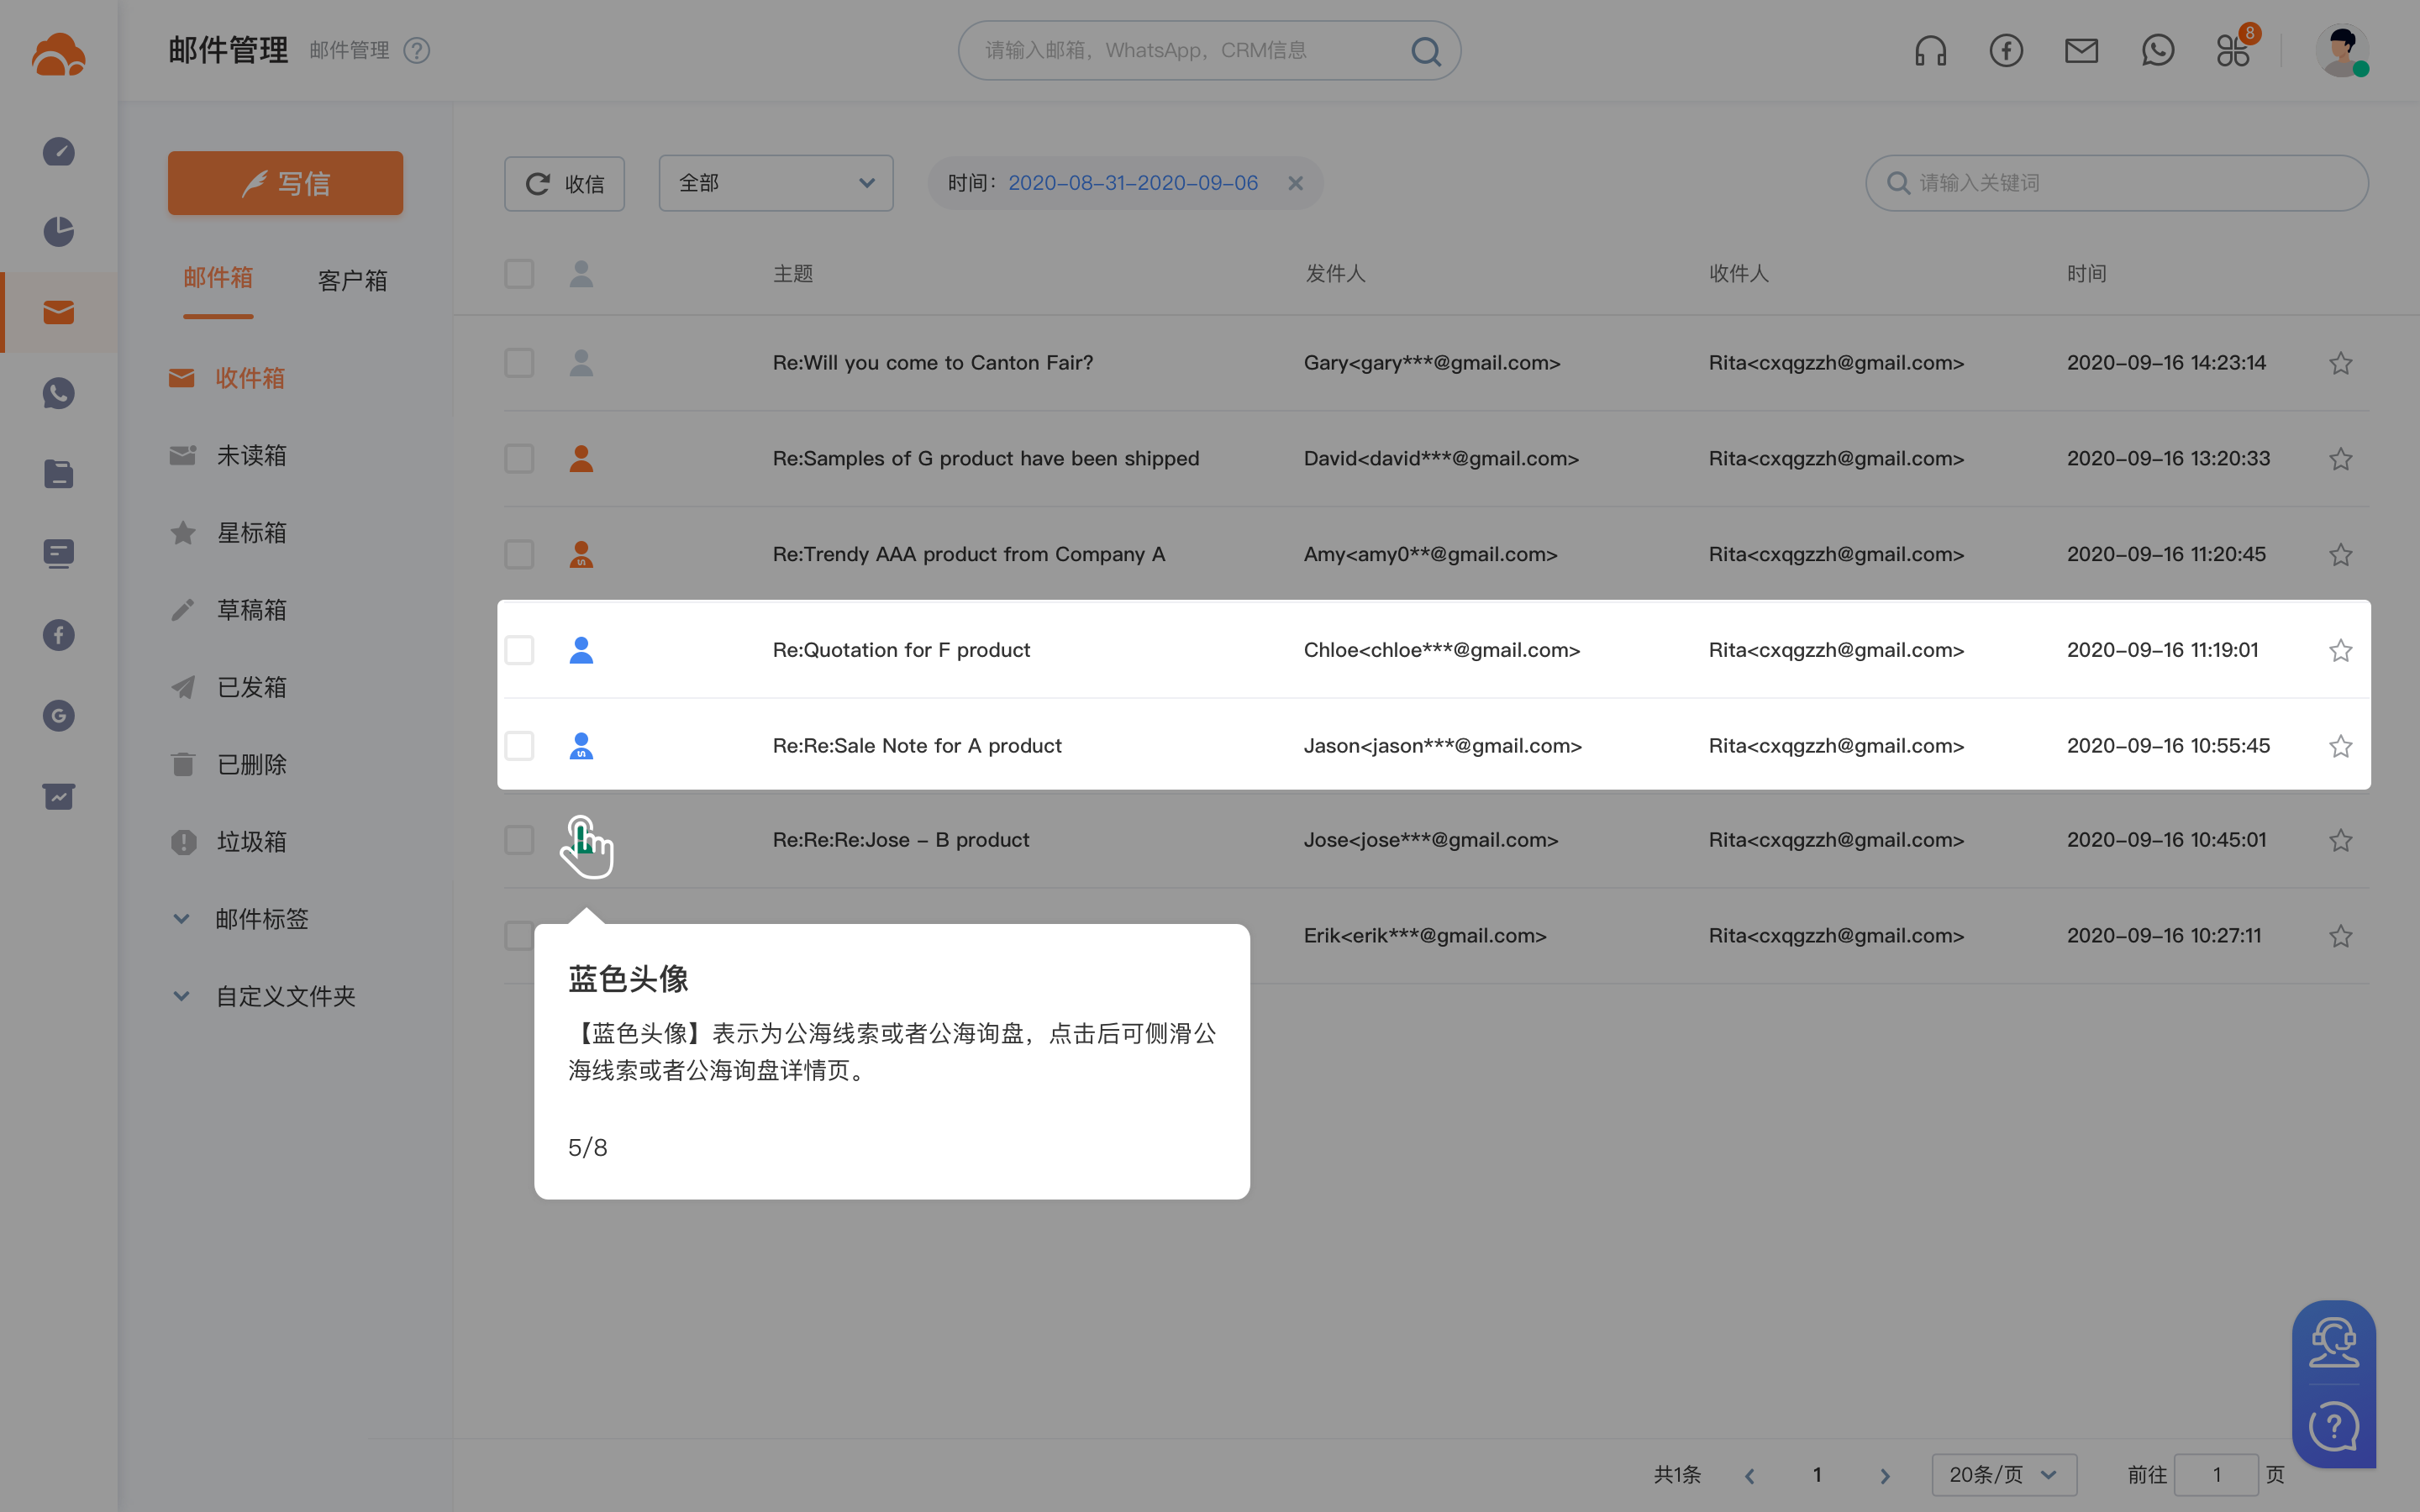 邮件管理 邮件管理 ?
请输入邮箱，WhatsApp，CRM信息
8
写信
收信
全部
时间：2020-08-31-2020-09-06
请输入关键词
邮件箱 客户箱
主题 发件人 收件人 时间
收件箱
未读箱
星标箱
草稿箱
已发箱
已删除
垃圾箱
邮件标签
自定义文件夹
Re:Will you come to Canton Fair? Gary<gary***@gmail.com> Rita<cxqgzzh@gmail.com> 2020-09-16 14:23:14
Re:Samples of G product have been shipped David<david***@gmail.com> Rita<cxqgzzh@gmail.com> 2020-09-16 13:20:33
Re:Trendy AAA product from Company A Amy<amy0**@gmail.com> Rita<cxqgzzh@gmail.com> 2020-09-16 11:20:45
Re:Quotation for F product Chloe<chloe***@gmail.com> Rita<cxqgzzh@gmail.com> 2020-09-16 11:19:01
Re:Re:Sale Note for A product Jason<jason***@gmail.com> Rita<cxqgzzh@gmail.com> 2020-09-16 10:55:45
Re:Re:Re:Jose - B product Jose<jose***@gmail.com> Rita<cxqgzzh@gmail.com> 2020-09-16 10:45:01
Erik<erik***@gmail.com> Rita<cxqgzzh@gmail.com> 2020-09-16 10:27:11
蓝色头像
【蓝色头像】表示为公海线索或者公海询盘，点击后可侧滑公
海线索或者公海询盘详情页。
5/8
共1条 1 20条/页 前往 1 页